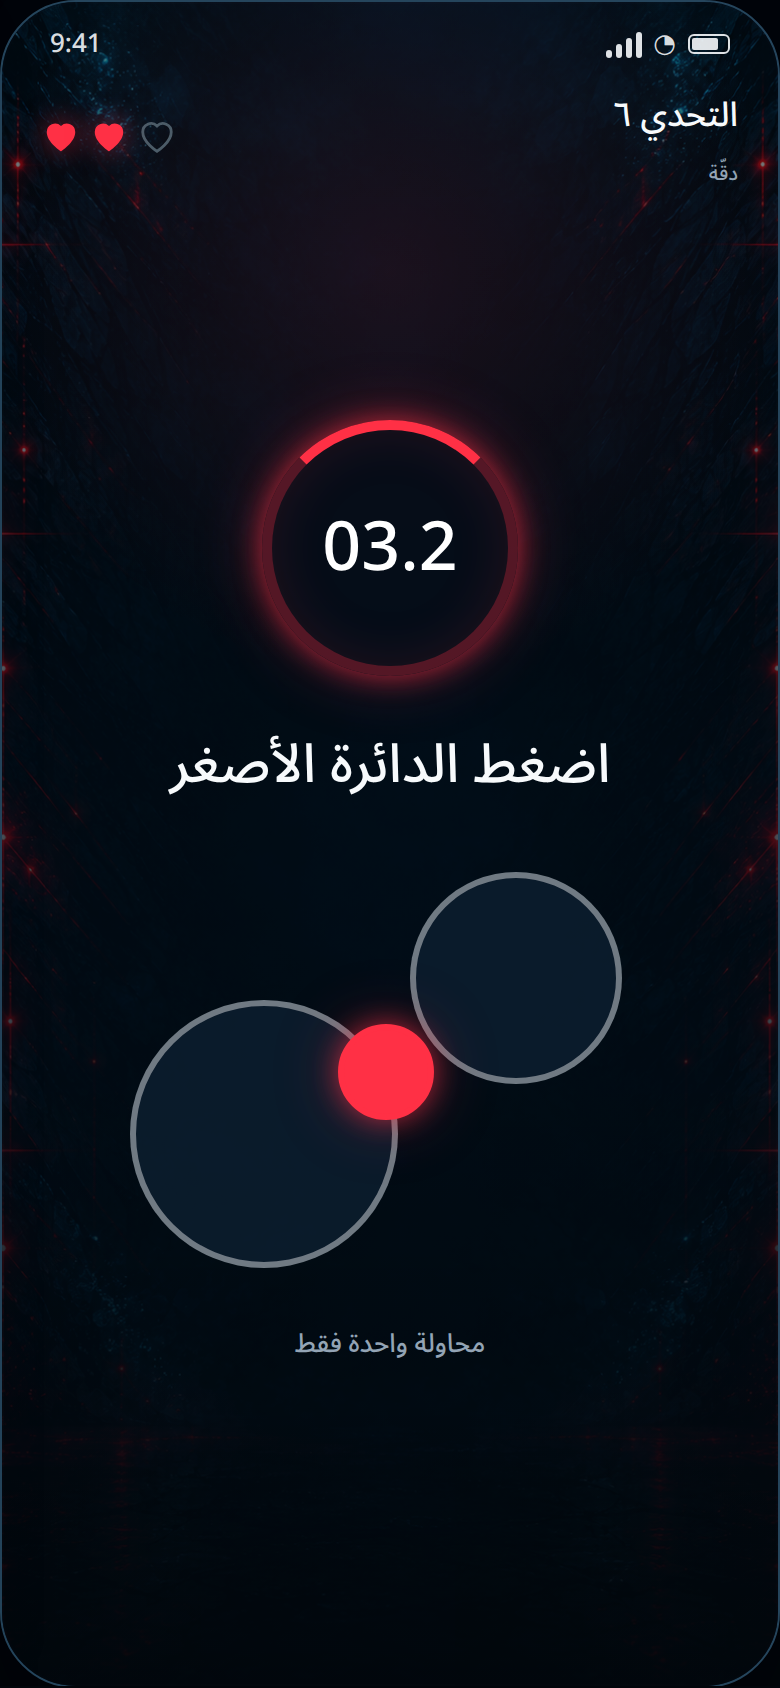 9:41
التحدي ٦
دقّة
03.2
اضغط الدائرة الأصغر
محاولة واحدة فقط